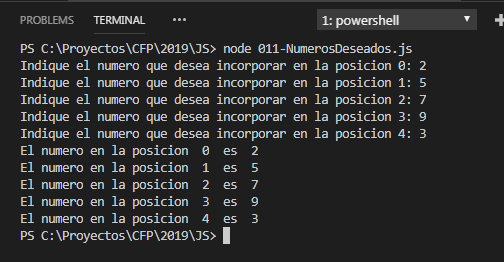 PROBLEMS TERMINAL ••• 1: powershell
PS C:\Proyectos\CFP\2019\JS> node 011-NumerosDeseados.js
Indique el numero que desea incorporar en la posicion 0: 2
Indique el numero que desea incorporar en la posicion 1: 5
Indique el numero que desea incorporar en la posicion 2: 7
Indique el numero que desea incorporar en la posicion 3: 9
Indique el numero que desea incorporar en la posicion 4: 3
El numero en la posicion  0  es  2
El numero en la posicion  1  es  5
El numero en la posicion  2  es  7
El numero en la posicion  3  es  9
El numero en la posicion  4  es  3
PS C:\Proyectos\CFP\2019\JS>